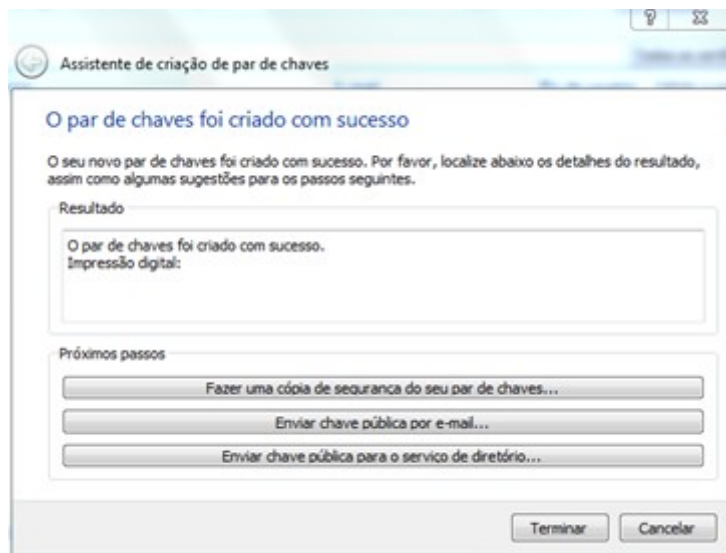 Assistente de criação de par de chaves
O par de chaves foi criado com sucesso
O seu novo par de chaves foi criado com sucesso. Por favor, localize abaixo os detalhes do resultado,
assim como algumas sugestões para os passos seguintes.
Resultado
O par de chaves foi criado com sucesso.
Impressão digital:
Próximos passos
Fazer uma cópia de segurança do seu par de chaves...
Enviar chave pública por e-mail...
Enviar chave pública para o serviço de diretório...
Terminar
Cancelar